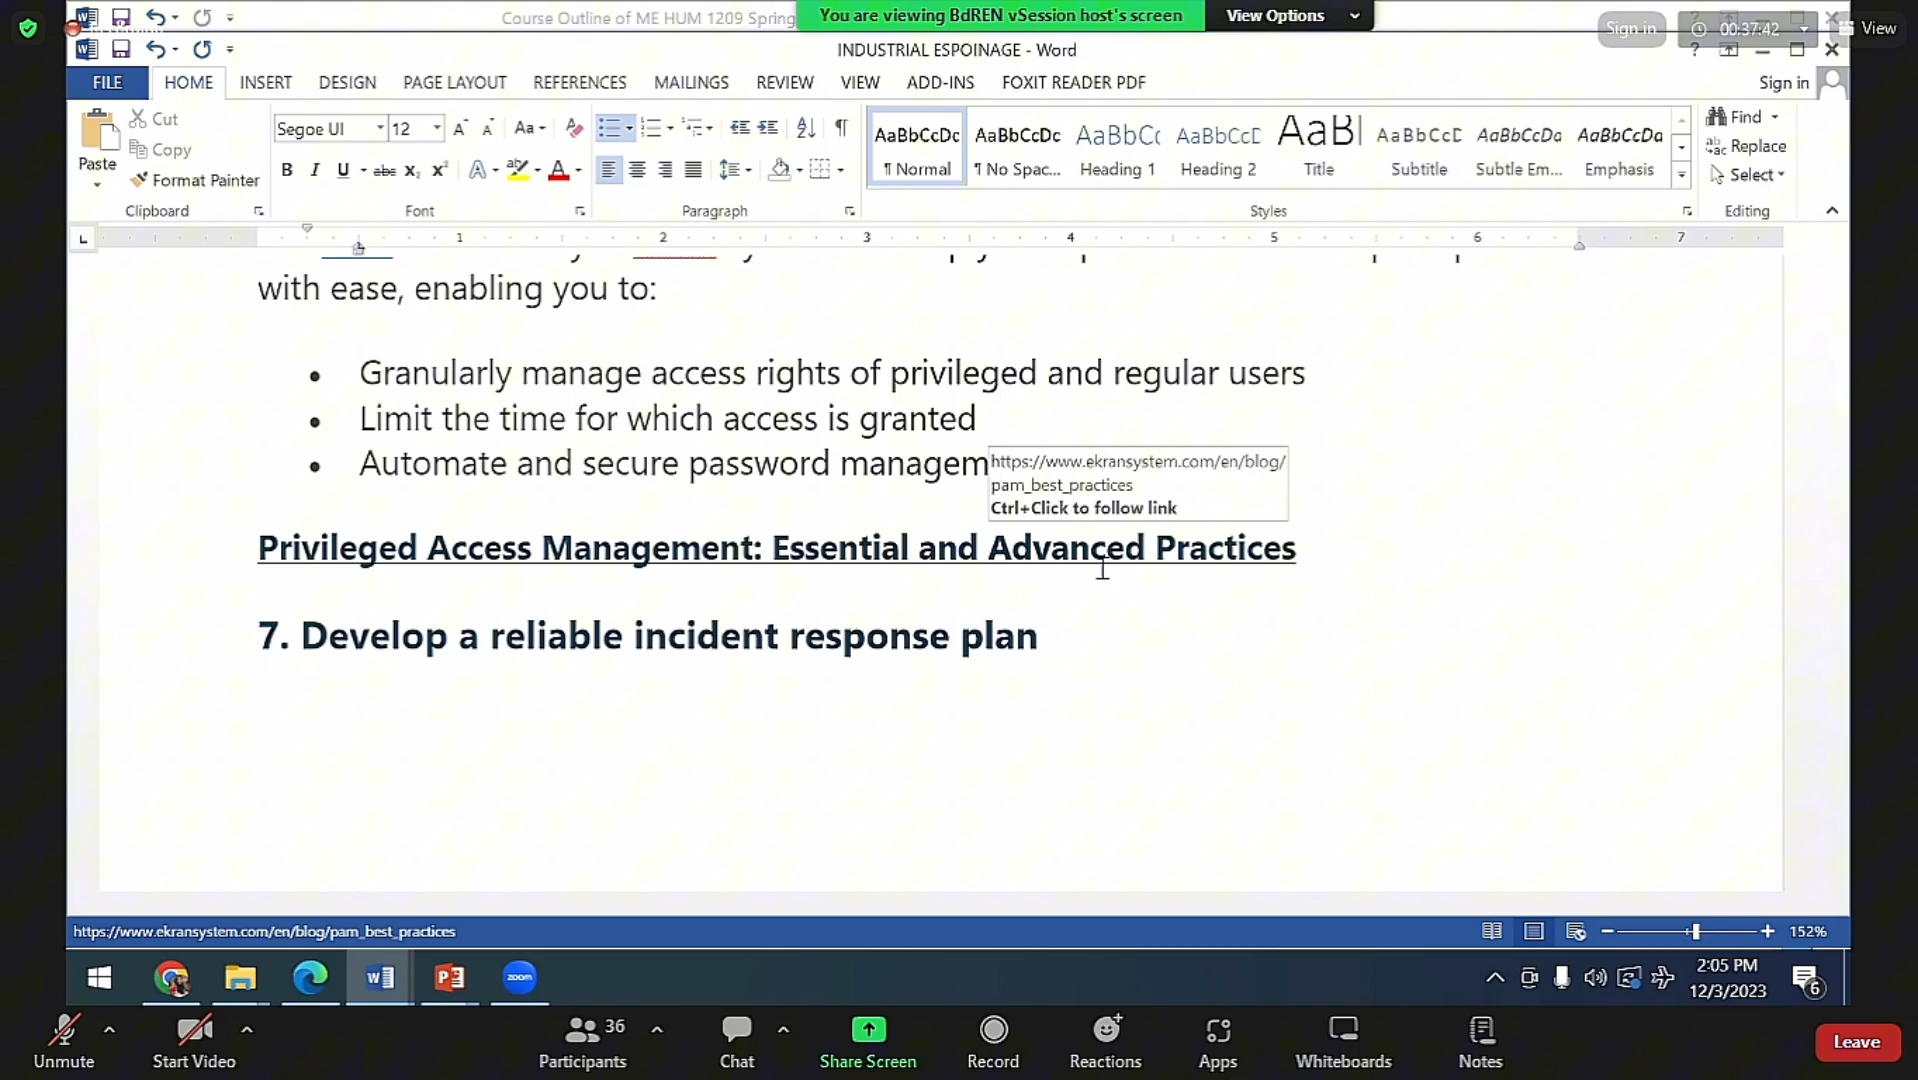 Course Outline of ME HUM 1209 Spring
You are viewing BdREN vSession host's screen
View Options
Sign in
00:37:42
View
INDUSTRIAL ESPOINAGE - Word
FILE HOME INSERT DESIGN PAGE LAYOUT REFERENCES MAILINGS REVIEW VIEW ADD-INS FOXIT READER PDF Sign in
Paste
Cut
Copy
Format Painter
Clipboard
Segoe UI 12
Font
Paragraph
AaBbCcDc AaBbCcDc AaBbC( AaBbCcD AaB AaBbCcD AaBbCcDa AaBbCcDa
¶ Normal ¶ No Spac... Heading 1 Heading 2 Title Subtitle Subtle Em... Emphasis
Styles
Find
Replace
Select
Editing
1 2 3 4 5 6 7
with ease, enabling you to:
• Granularly manage access rights of privileged and regular users
• Limit the time for which access is granted
• Automate and secure password managem
https://www.ekransystem.com/en/blog/
pam_best_practices
Ctrl+Click to follow link
Privileged Access Management: Essential and Advanced Practices
7. Develop a reliable incident response plan
https://www.ekransystem.com/en/blog/pam_best_practices
152%
zoom
2:05 PM
12/3/2023
6
Unmute
Start Video
36
Participants
Chat
Share Screen
Record
Reactions
Apps
Whiteboards
Notes
Leave